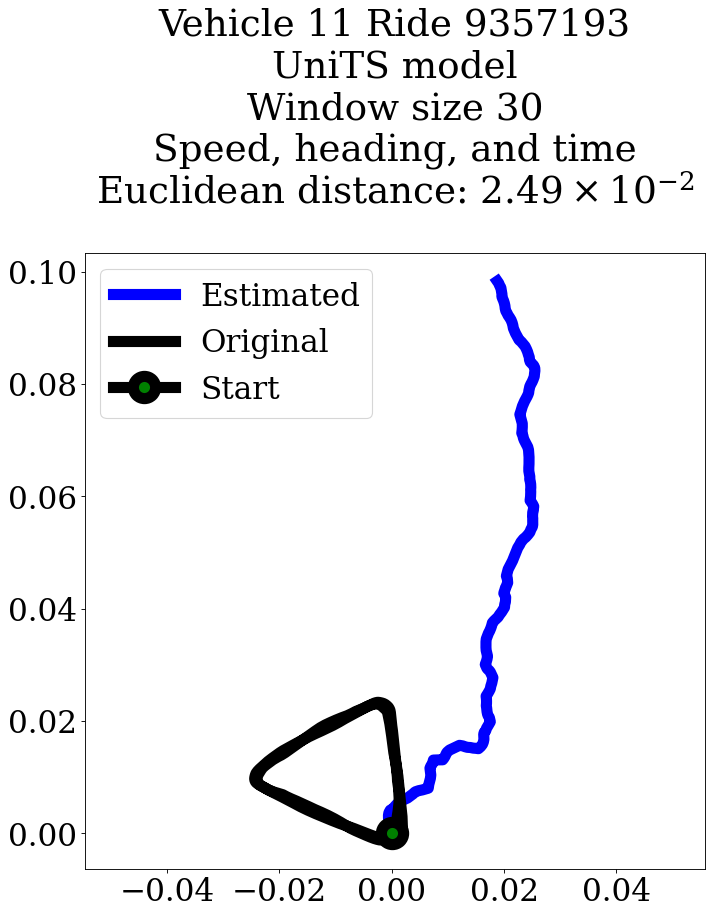 Vehicle 11 Ride 9357193
UniTS model
Window size 30
Speed, heading, and time
Euclidean distance: 2.49 × 10⁻²
Estimated
Original
Start
0.10
0.08
0.06
0.04
0.02
0.00
−0.04 −0.02 0.00 0.02 0.04